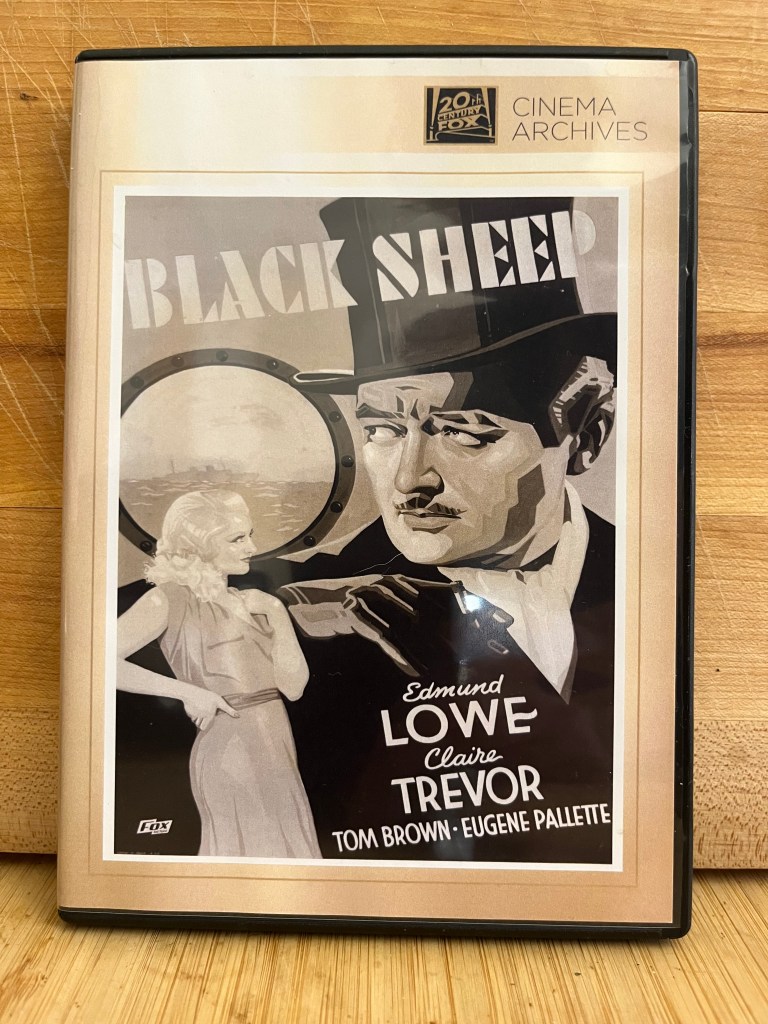 20th
CENTURY
FOX
CINEMA
ARCHIVES
BLACK SHEEP
Edmund
LOWE
Claire
TREVOR
TOM BROWN · EUGENE PALLETTE
FOX